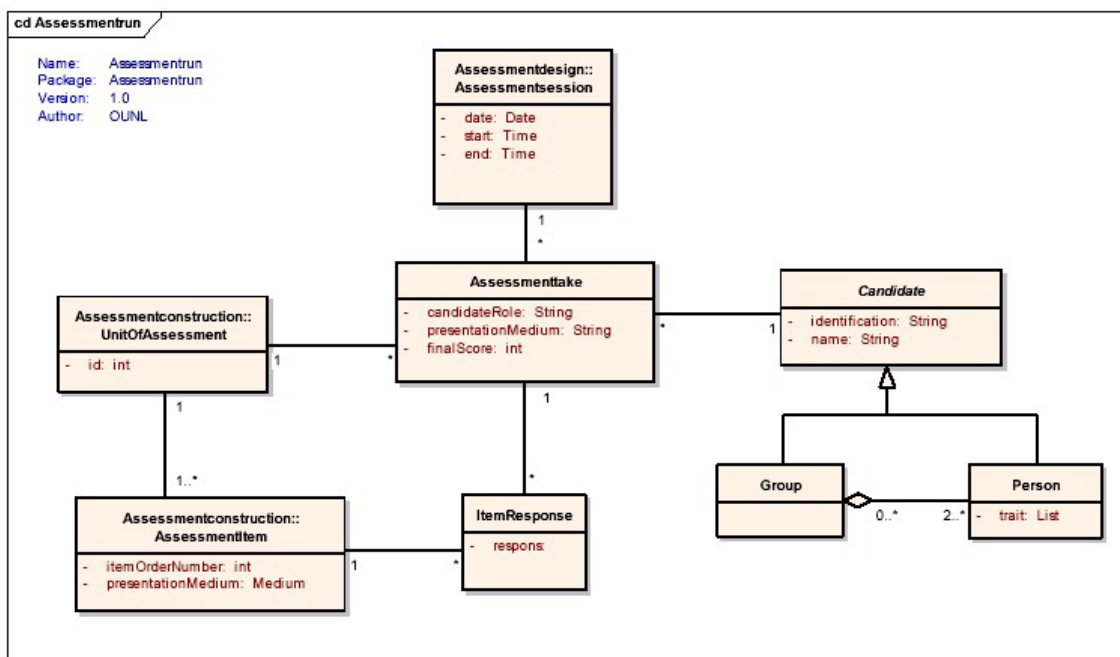 cd Assessmentrun
Name: Assessmentrun
Package: Assessmentrun
Version: 1.0
Author: OUNL
Assessmentdesign::
Assessmentsession
- date: Date
- start: Time
- end: Time
1
*
Assessmenttake
- candidateRole: String
- presentationMedium: String
- finalScore: int
Candidate
- identification: String
- name: String
* 1
Assessmentconstruction::
UnitOfAssessment
- id: int
1 *
1
1..*
1
*
Group
Person
- trait: List
0..* 2..*
Assessmentconstruction::
AssessmentItem
- itemOrderNumber: int
- presentationMedium: Medium
ItemResponse
- respons:
1 *